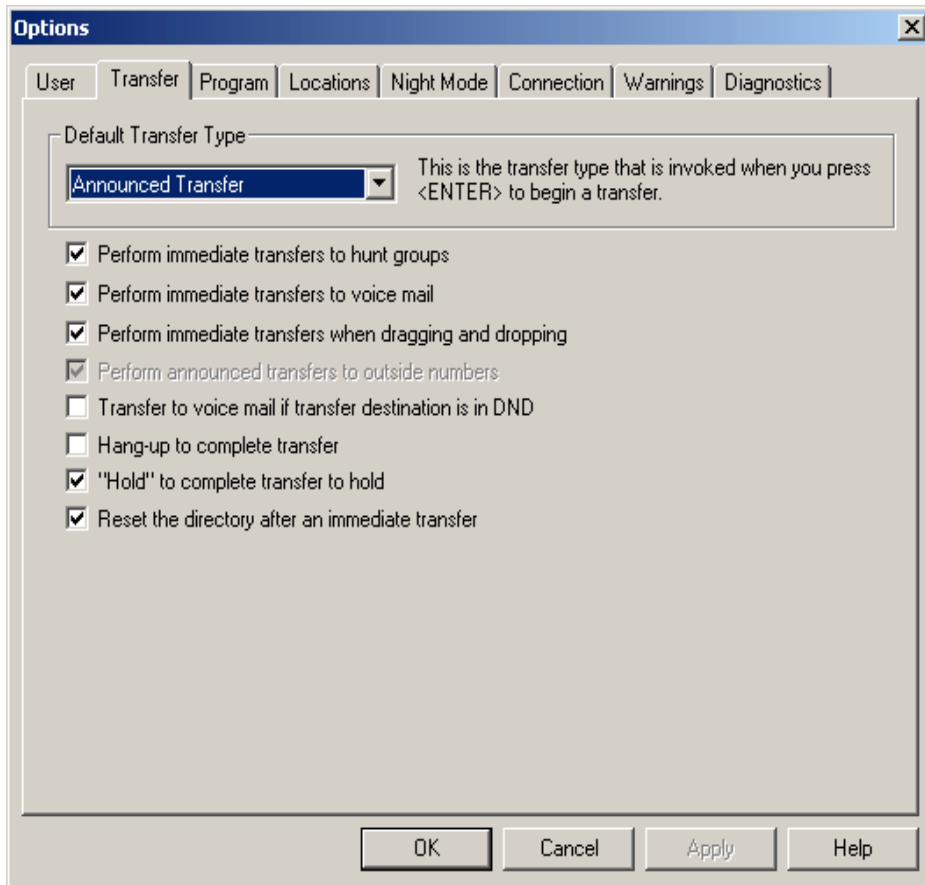 Options
User Transfer Program Locations Night Mode Connection Warnings Diagnostics
Default Transfer Type
Announced Transfer
This is the transfer type that is invoked when you press
<ENTER> to begin a transfer.
Perform immediate transfers to hunt groups
Perform immediate transfers to voice mail
Perform immediate transfers when dragging and dropping
Perform announced transfers to outside numbers
Transfer to voice mail if transfer destination is in DND
Hang-up to complete transfer
"Hold" to complete transfer to hold
Reset the directory after an immediate transfer
OK Cancel Apply Help